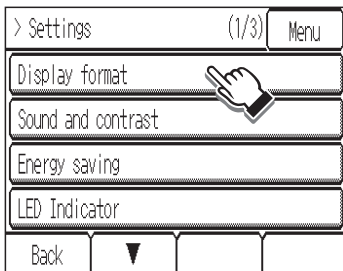 > Settings (1/3) Menu
Display format
Sound and contrast
Energy saving
LED Indicator
Back ▼